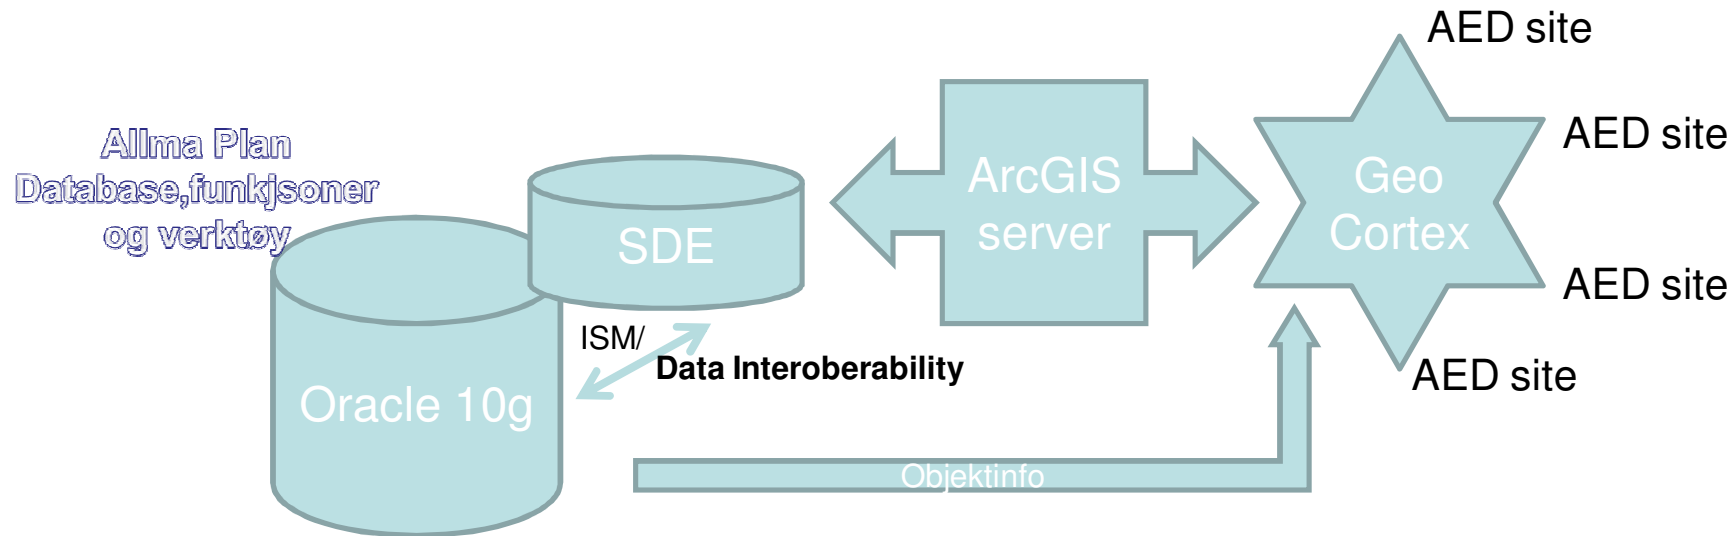 Allma Plan
Database,funkjsoner
og verktøy
Oracle 10g
SDE
ISM/
Data Interoberability
ArcGIS
server
Geo
Cortex
AED site
AED site
AED site
AED site
Objektinfo